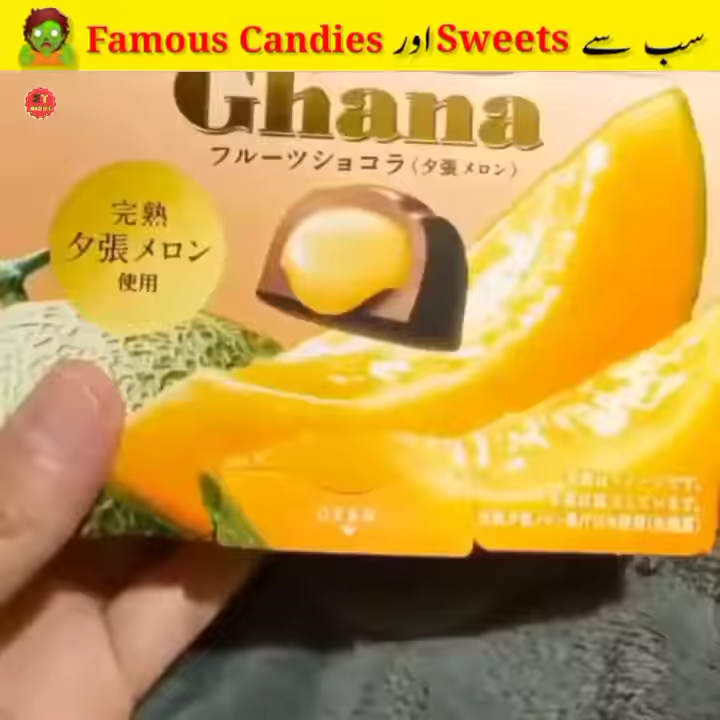 سب سے Famous Candies اور Sweets
Ghana
フルーツショコラ〈夕張メロン〉
完熟
夕張メロン
使用
OPEN